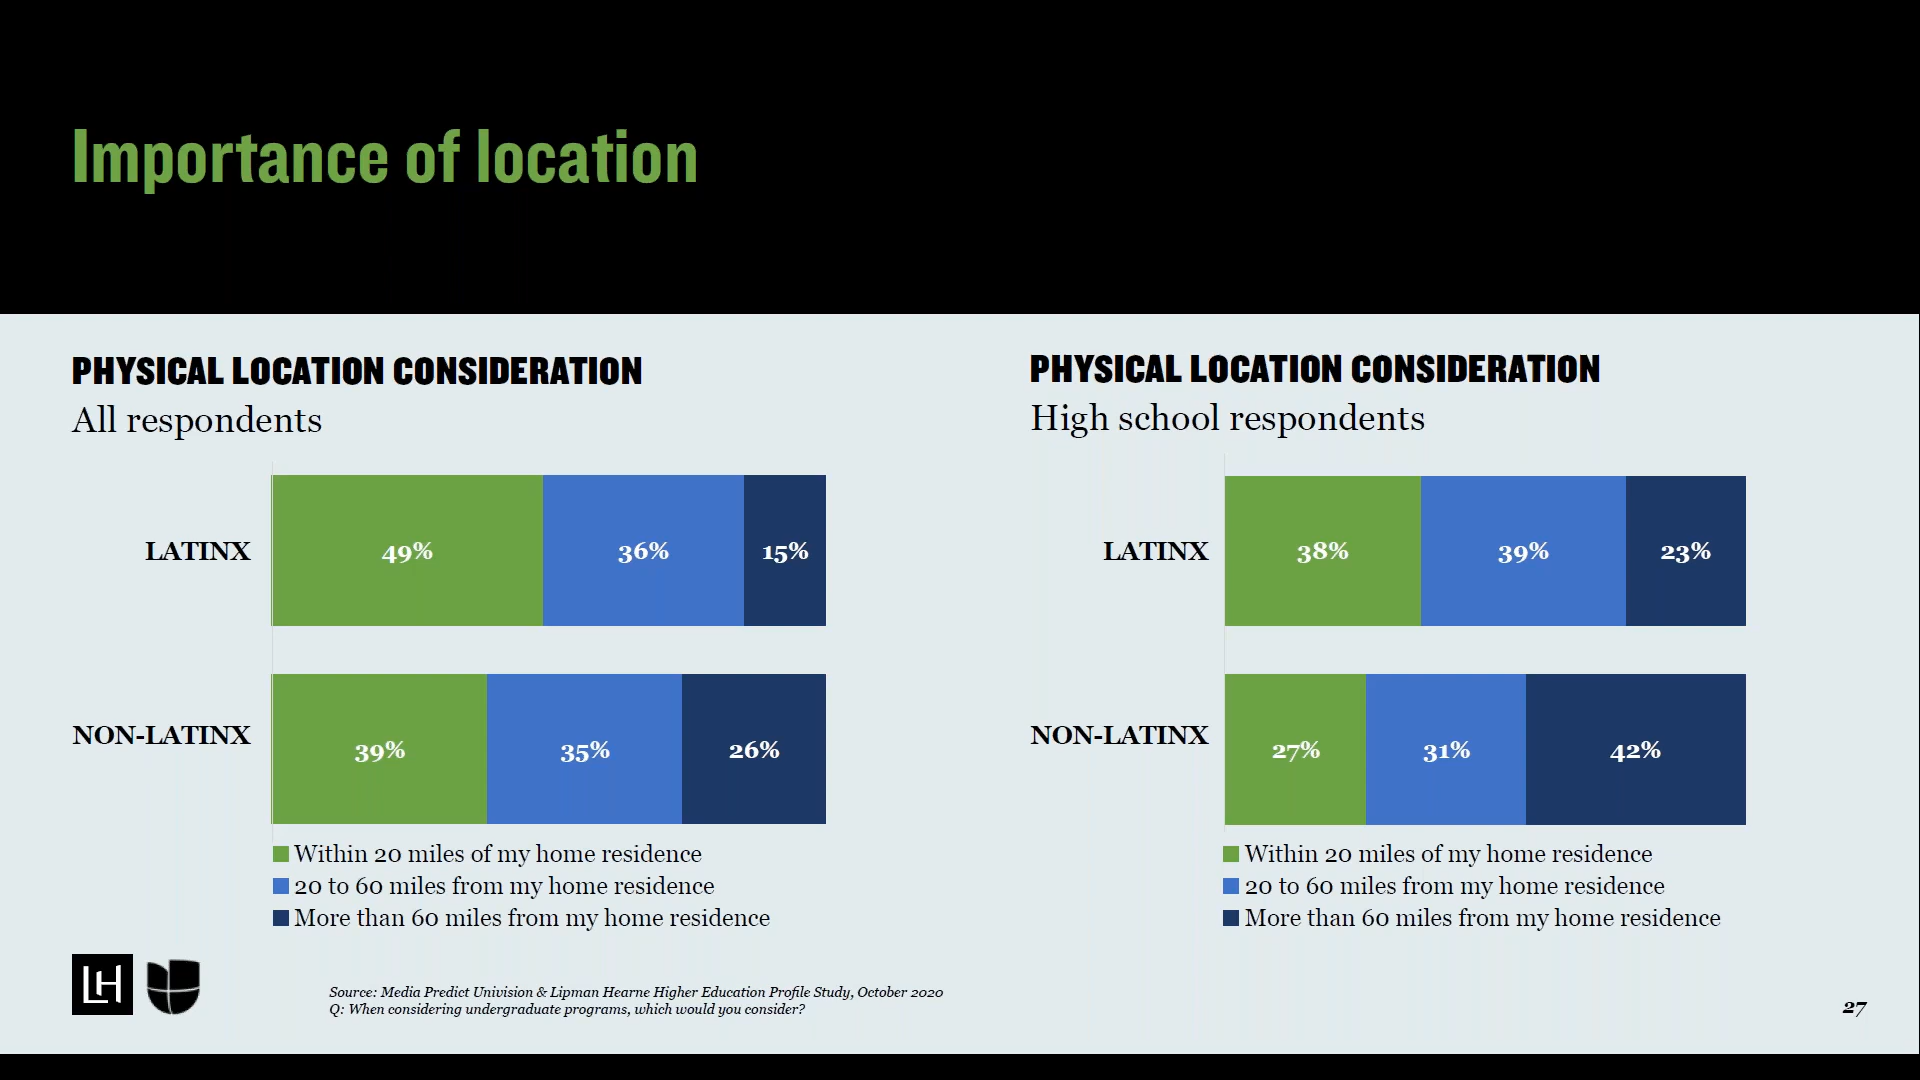 Importance of location
PHYSICAL LOCATION CONSIDERATION
All respondents
LATINX
49%
36%
15%
NON-LATINX
39%
35%
26%
Within 20 miles of my home residence
20 to 60 miles from my home residence
More than 60 miles from my home residence
PHYSICAL LOCATION CONSIDERATION
High school respondents
LATINX
38%
39%
23%
NON-LATINX
27%
31%
42%
Within 20 miles of my home residence
20 to 60 miles from my home residence
More than 60 miles from my home residence
LH
Source: Media Predict Univision & Lipman Hearne Higher Education Profile Study, October 2020
Q: When considering undergraduate programs, which would you consider?
27